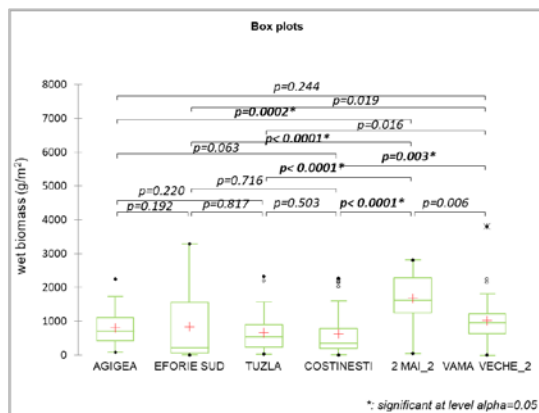 Box plots
wet biomass (g/m²)
8000
7000
6000
5000
4000
3000
2000
1000
0
p=0.244
p=0.019
p=0.0002*
p=0.016
p< 0.0001*
p=0.063
p=0.003*
p< 0.0001*
p=0.716
p=0.220
p=0.192 p=0.817 p=0.503 p< 0.0001* p=0.006
AGIGEA EFORIE SUD TUZLA COSTINESTI 2 MAI_2 VAMA VECHE_2
*: significant at level alpha=0.05